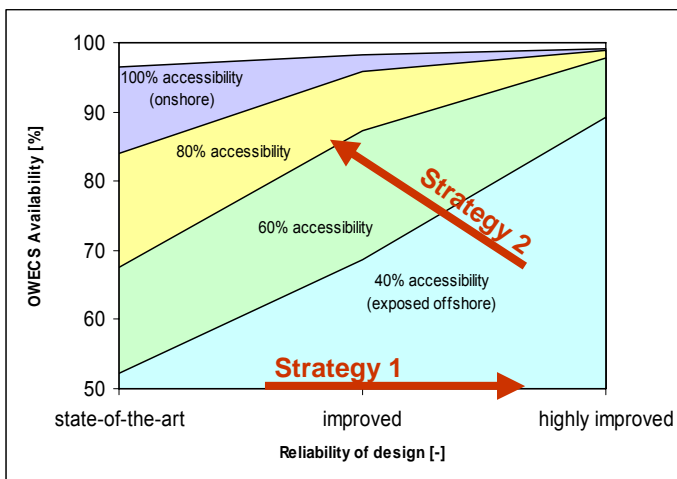 OWECS Availability [%]
100
90
80
70
60
50
100% accessibility
(onshore)
80% accessibility
60% accessibility
40% accessibility
(exposed offshore)
Strategy 2
Strategy 1
state-of-the-art
improved
highly improved
Reliability of design [-]